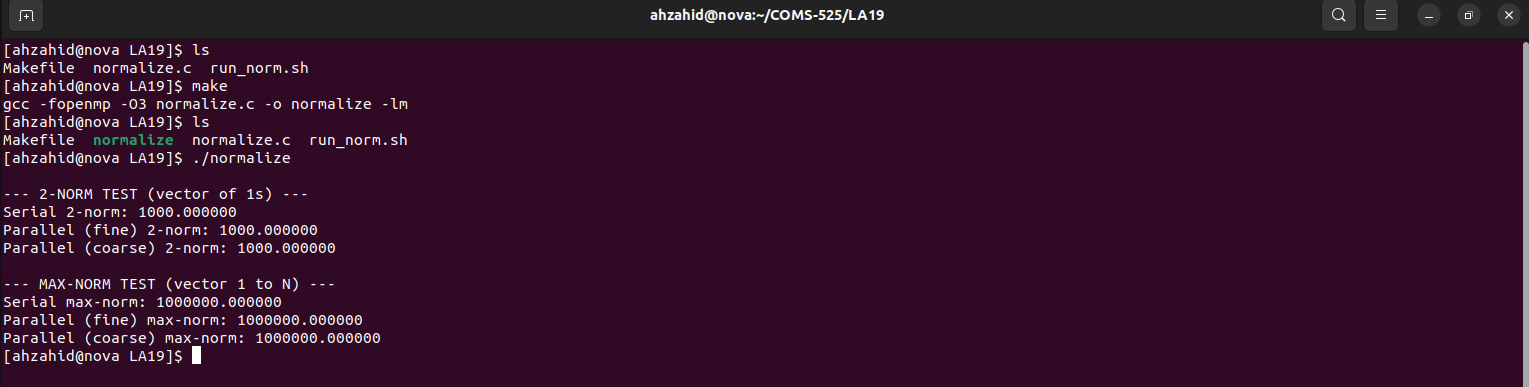 ahzahid@nova:~/COMS-525/LA19
[ahzahid@nova LA19]$ ls
Makefile  normalize.c  run_norm.sh
[ahzahid@nova LA19]$ make
gcc -fopenmp -O3 normalize.c -o normalize -lm
[ahzahid@nova LA19]$ ls
Makefile  normalize  normalize.c  run_norm.sh
[ahzahid@nova LA19]$ ./normalize
--- 2-NORM TEST (vector of 1s) ---
Serial 2-norm: 1000.000000
Parallel (fine) 2-norm: 1000.000000
Parallel (coarse) 2-norm: 1000.000000
--- MAX-NORM TEST (vector 1 to N) ---
Serial max-norm: 1000000.000000
Parallel (fine) max-norm: 1000000.000000
Parallel (coarse) max-norm: 1000000.000000
[ahzahid@nova LA19]$